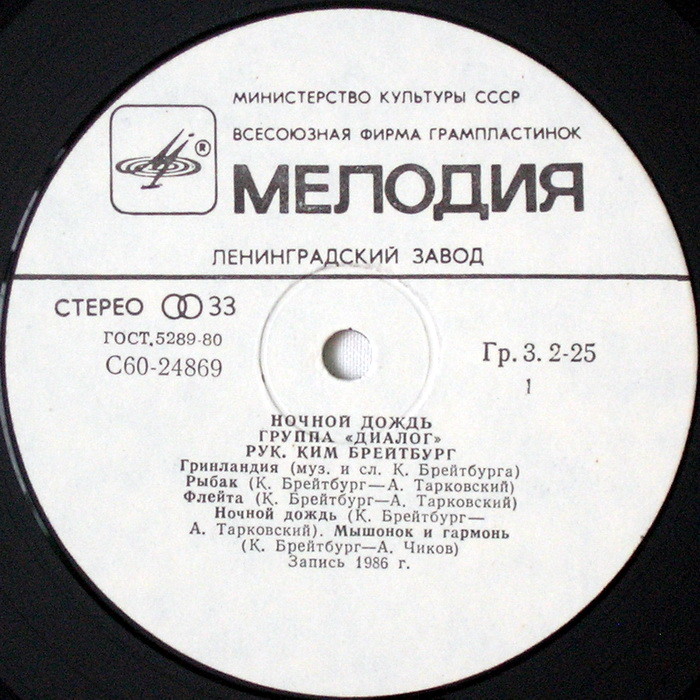 МИНИСТЕРСТВО КУЛЬТУРЫ СССР
ВСЕСОЮЗНАЯ ФИРМА ГРАМПЛАСТИНОК
®
МЕЛОДИЯ
ЛЕНИНГРАДСКИЙ ЗАВОД
СТЕРЕО 33
ГОСТ.5289-80
С60-24869
Гр. 3. 2-25
1
НОЧНОЙ ДОЖДЬ
ГРУППА «ДИАЛОГ»
РУК. КИМ БРЕЙТБУРГ
Гринландия (муз. и сл. К. Брейтбурга)
Рыбак (К. Брейтбург—А. Тарковский)
Флейта (К. Брейтбург—А. Тарковский)
Ночной дождь (К. Брейтбург—
А. Тарковский). Мышонок и гармонь
(К. Брейтбург—А. Чиков)
Запись 1986 г.